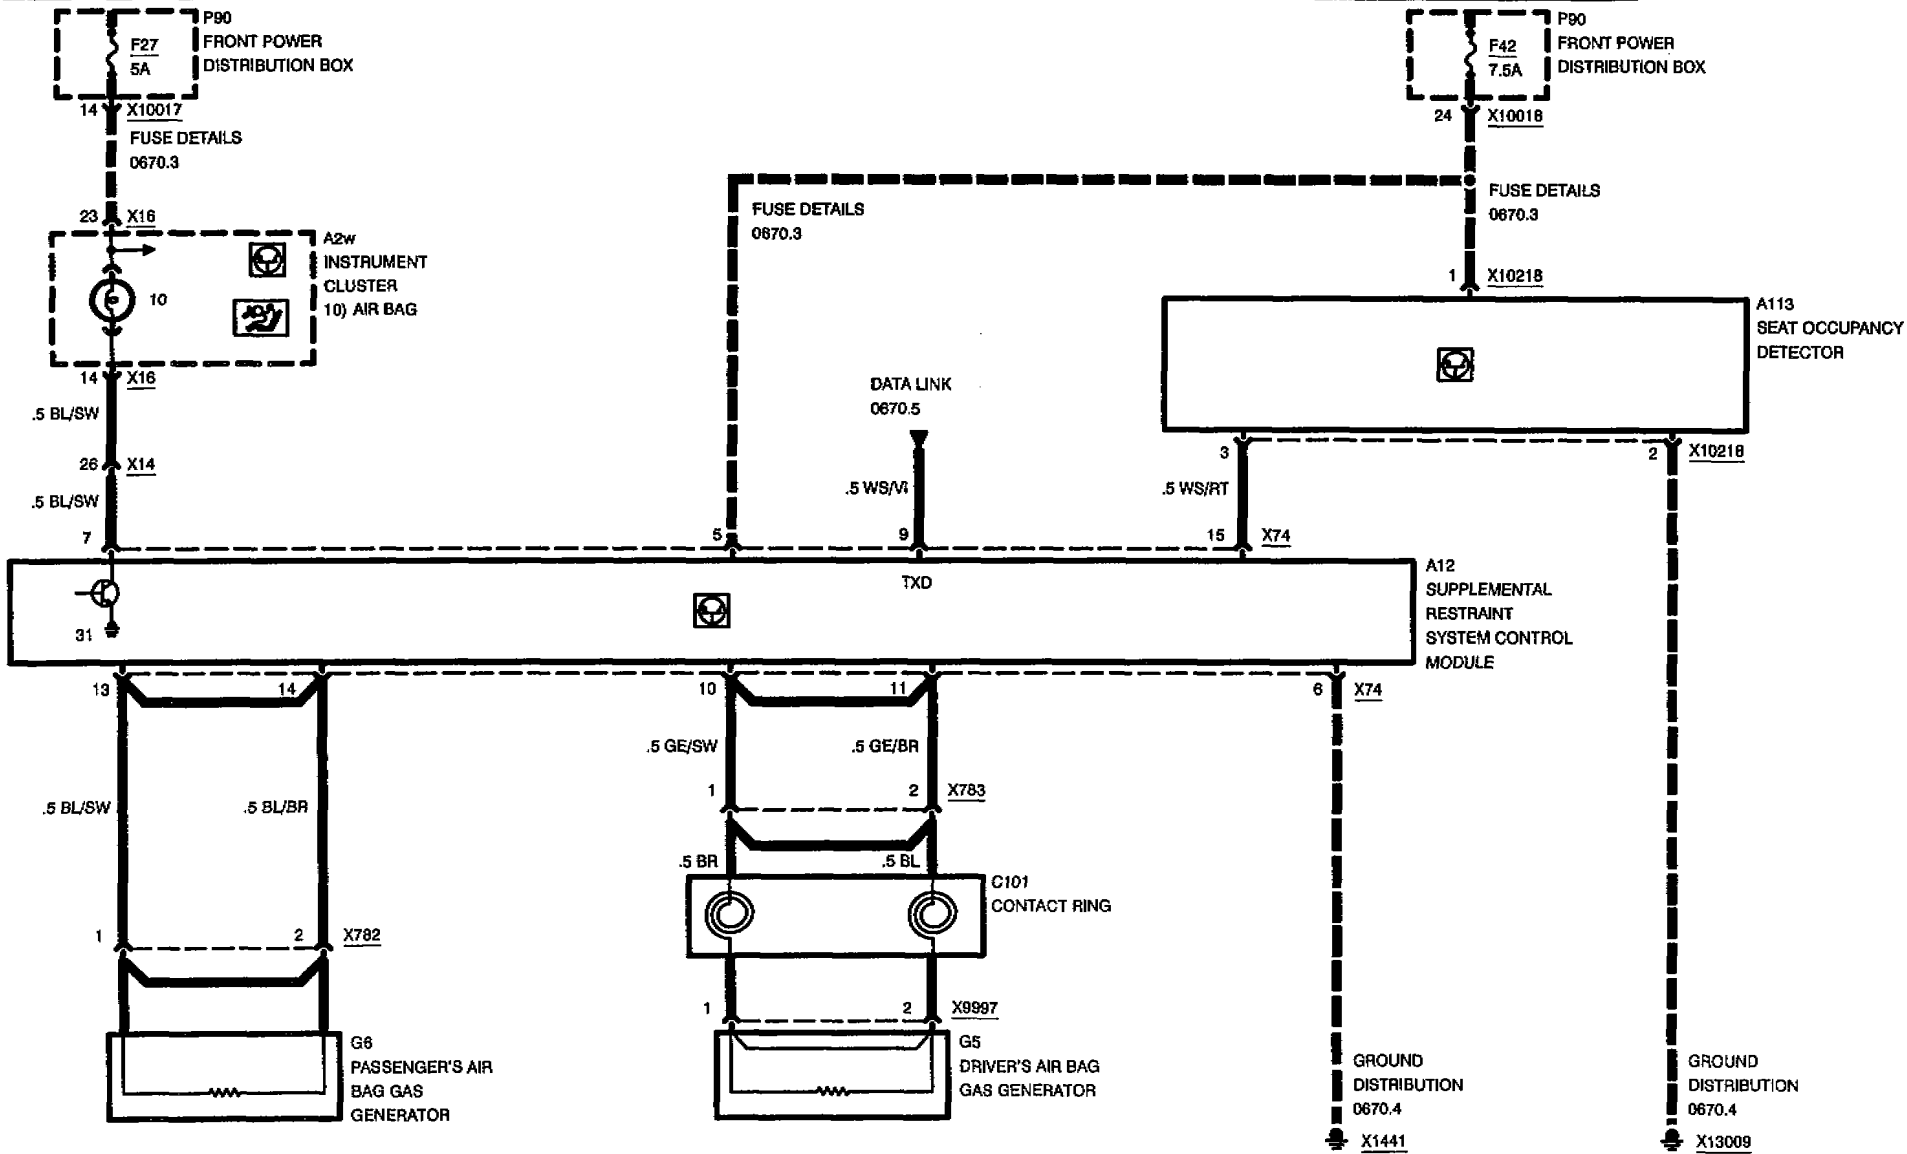 P90
FRONT POWER
DISTRIBUTION BOX
F27
5A
14 X10017
FUSE DETAILS
0670.3
23 X16
A2w
INSTRUMENT
CLUSTER
10) AIR BAG
10
14 X16
.5 BL/SW
26 X14
.5 BL/SW
7
P90
FRONT POWER
DISTRIBUTION BOX
F42
7.5A
24 X10018
FUSE DETAILS
0670.3
FUSE DETAILS
0670.3
1 X10218
A113
SEAT OCCUPANCY
DETECTOR
DATA LINK
0670.5
.5 WS/VI
3
.5 WS/RT
2 X10218
5
9
15 X74
TXD
31
A12
SUPPLEMENTAL
RESTRAINT
SYSTEM CONTROL
MODULE
13
14
10
11
6 X74
.5 GE/SW
.5 GE/BR
.5 BL/SW
.5 BL/BR
1
2 X783
.5 BR
.5 BL
C101
CONTACT RING
1
2 X782
1
2 X9997
G6
PASSENGER'S AIR
BAG GAS
GENERATOR
G5
DRIVER'S AIR BAG
GAS GENERATOR
GROUND
DISTRIBUTION
0670.4
X1441
GROUND
DISTRIBUTION
0670.4
X13009